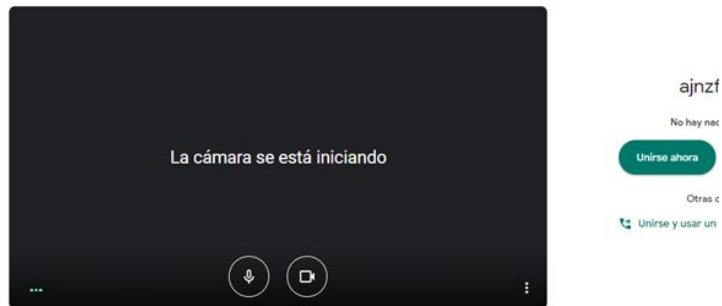 La cámara se está iniciando
ajnzf
No hay nad
Unirse ahora
Otras o
Unirse y usar un